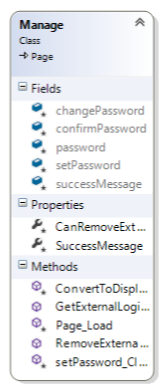 Manage
Class
Page
Fields
changePassword
confirmPassword
password
setPassword
successMessage
Properties
CanRemoveExt...
SuccessMessage
Methods
ConvertToDispl...
GetExternalLogi...
Page_Load
RemoveExterna...
setPassword_Cl...